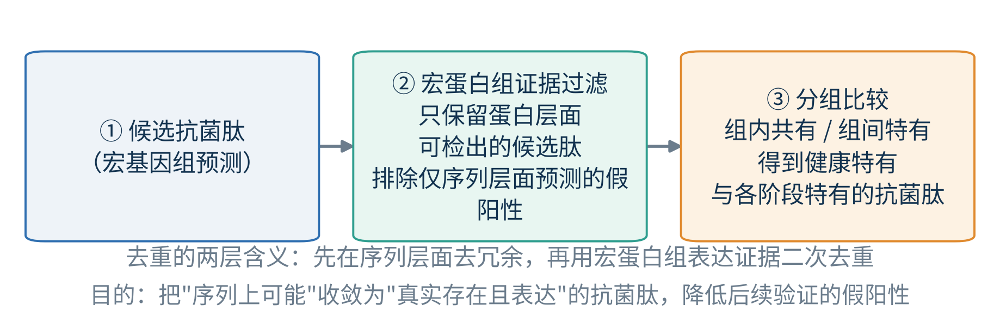 ① 候选抗菌肽
（宏基因组预测）
② 宏蛋白组证据过滤
只保留蛋白层面
可检出的候选肽
排除仅序列层面预测的假
阳性
③ 分组比较
组内共有 / 组间特有
得到健康特有
与各阶段特有的抗菌肽
去重的两层含义：先在序列层面去冗余，再用宏蛋白组表达证据二次去重
目的：把"序列上可能"收敛为"真实存在且表达"的抗菌肽，降低后续验证的假阳性